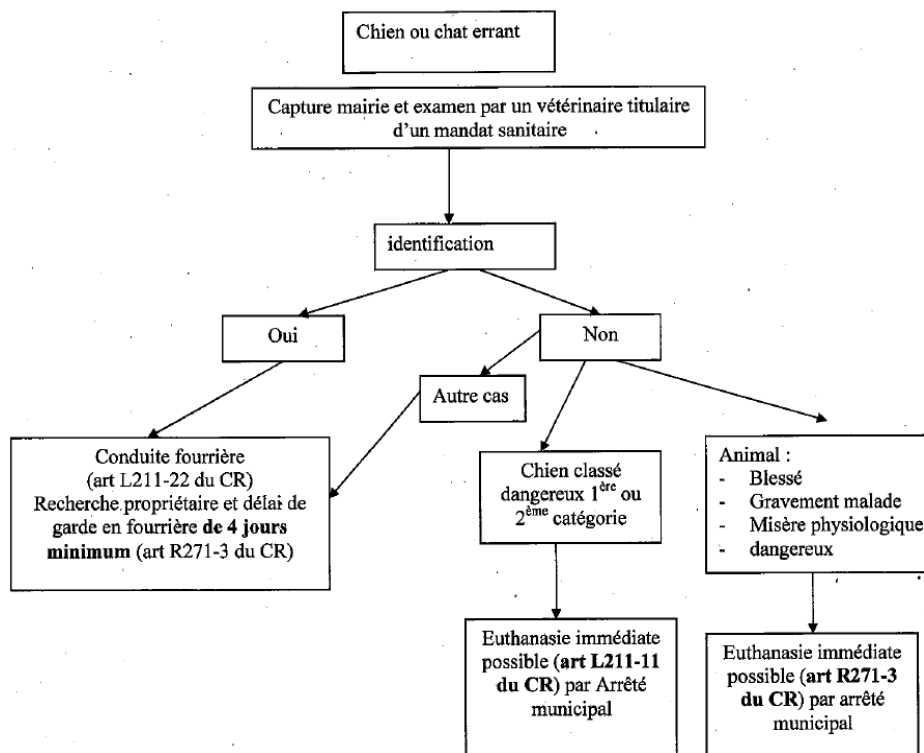 Chien ou chat errant
Capture mairie et examen par un vétérinaire titulaire
d'un mandat sanitaire
identification
Oui
Non
Autre cas
Conduite fourrière
(art L211-22 du CR)
Recherche propriétaire et délai de
garde en fourrière de 4 jours
minimum (art R271-3 du CR)
Chien classé
dangereux 1ère ou
2ème catégorie
Animal :
- Blessé
- Gravement malade
- Misère physiologique
- dangereux
Euthanasie immédiate
possible (art L211-11
du CR) par Arrêté
municipal
Euthanasie immédiate
possible (art R271-3
du CR) par arrêté
municipal